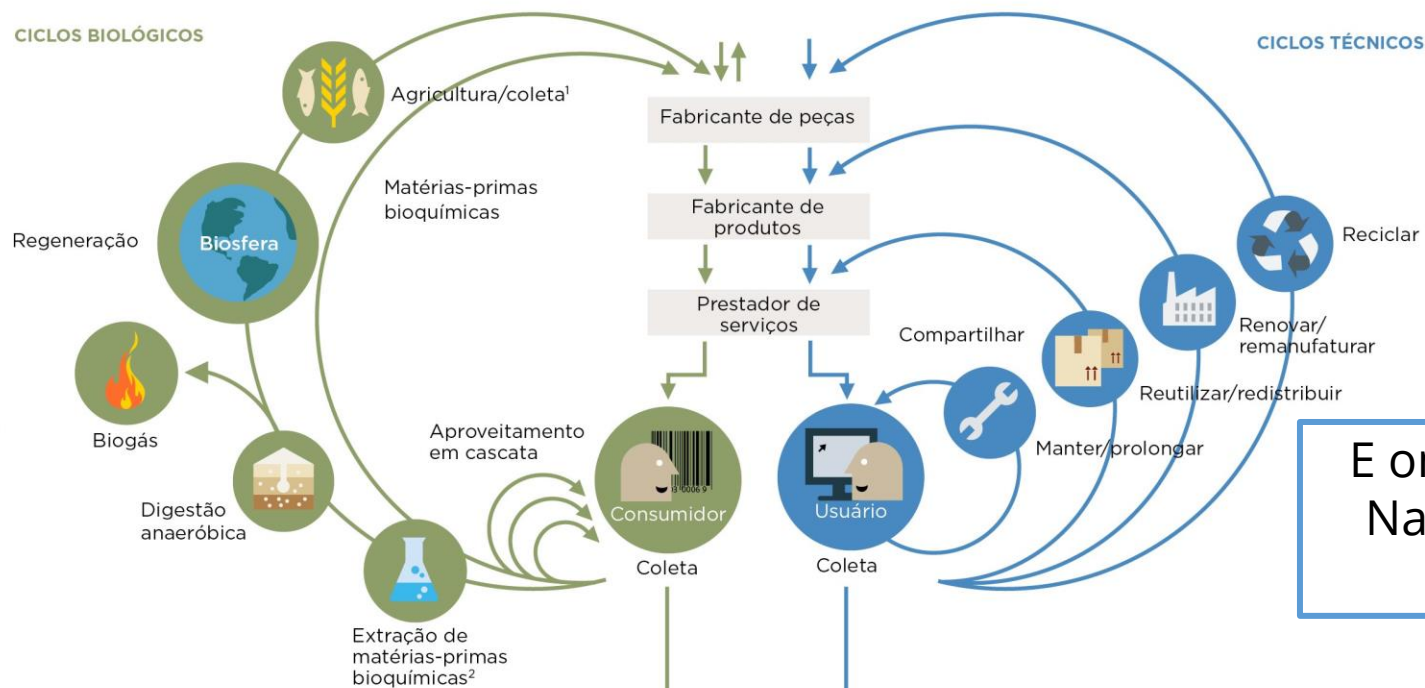 CICLOS BIOLÓGICOS
CICLOS TÉCNICOS
Agricultura/coleta¹
Fabricante de peças
Matérias-primas
bioquímicas
Fabricante de
produtos
Regeneração
Biosfera
Reciclar
Prestador de
serviços
Compartilhar
Renovar/
remanufaturar
Reutilizar/redistribuir
Biogás
Aproveitamento
em cascata
Manter/prolongar
Consumidor
Usuário
Digestão
anaeróbica
Coleta
Coleta
Extração de
matérias-primas
bioquímicas²
E
Na